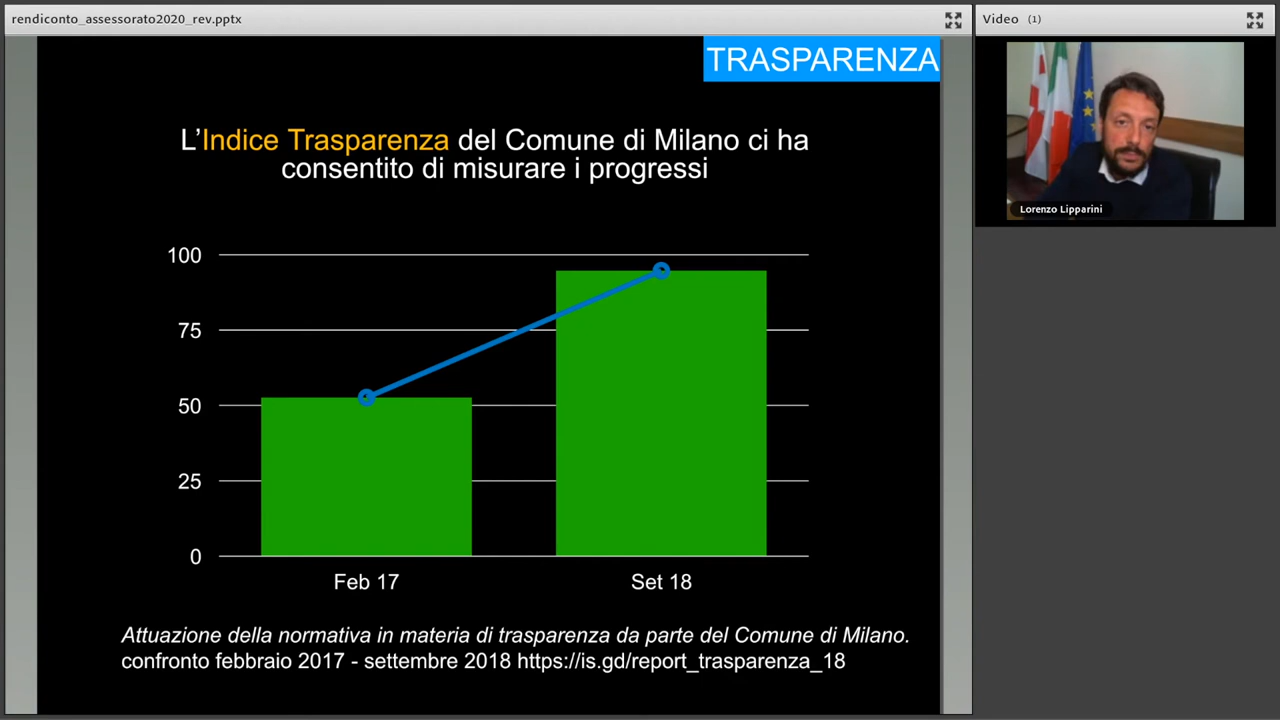 rendiconto_assessorato2020_rev.pptx
Video (1)
TRASPARENZA
Lorenzo Lipparini
L’Indice Trasparenza del Comune di Milano ci ha
consentito di misurare i progressi
100
75
50
25
0
Feb 17
Set 18
Attuazione della normativa in materia di trasparenza da parte del Comune di Milano.
confronto febbraio 2017 - settembre 2018 https://is.gd/report_trasparenza_18